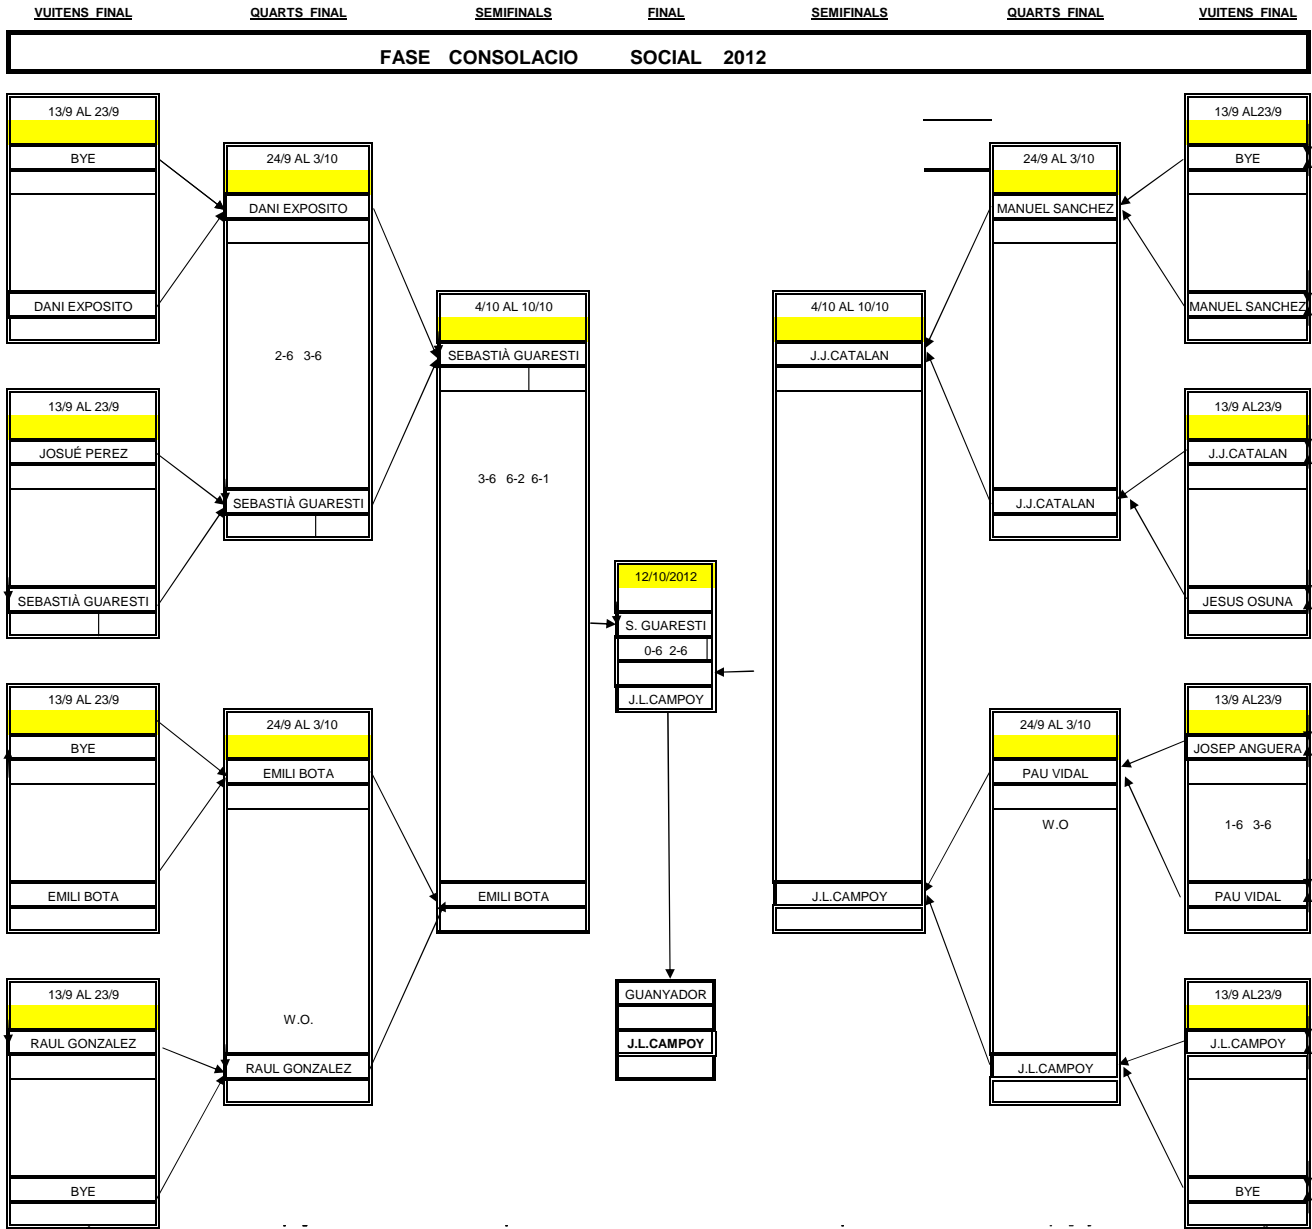 VUITENS FINAL
QUARTS FINAL
SEMIFINALS
FINAL
SEMIFINALS
QUARTS FINAL
VUITENS FINAL
FASE CONSOLACIO SOCIAL 2012
13/9 AL 23/9
BYE
DANI EXPOSITO
13/9 AL 23/9
JOSUÉ PEREZ
SEBASTIÀ GUARESTI
13/9 AL 23/9
BYE
EMILI BOTA
13/9 AL 23/9
RAUL GONZALEZ
BYE
24/9 AL 3/10
DANI EXPOSITO
2-6 3-6
SEBASTIÀ GUARESTI
24/9 AL 3/10
EMILI BOTA
W.O.
RAUL GONZALEZ
4/10 AL 10/10
SEBASTIÀ GUARESTI
3-6 6-2 6-1
EMILI BOTA
12/10/2012
S. GUARESTI
0-6 2-6
J.L.CAMPOY
GUANYADOR
J.L.CAMPOY
4/10 AL 10/10
J.J.CATALAN
J.L.CAMPOY
24/9 AL 3/10
MANUEL SANCHEZ
J.J.CATALAN
24/9 AL 3/10
PAU VIDAL
W.O
J.L.CAMPOY
13/9 AL23/9
BYE
MANUEL SANCHEZ
13/9 AL23/9
J.J.CATALAN
JESUS OSUNA
13/9 AL23/9
JOSEP ANGUERA
1-6 3-6
PAU VIDAL
13/9 AL23/9
J.L.CAMPOY
BYE